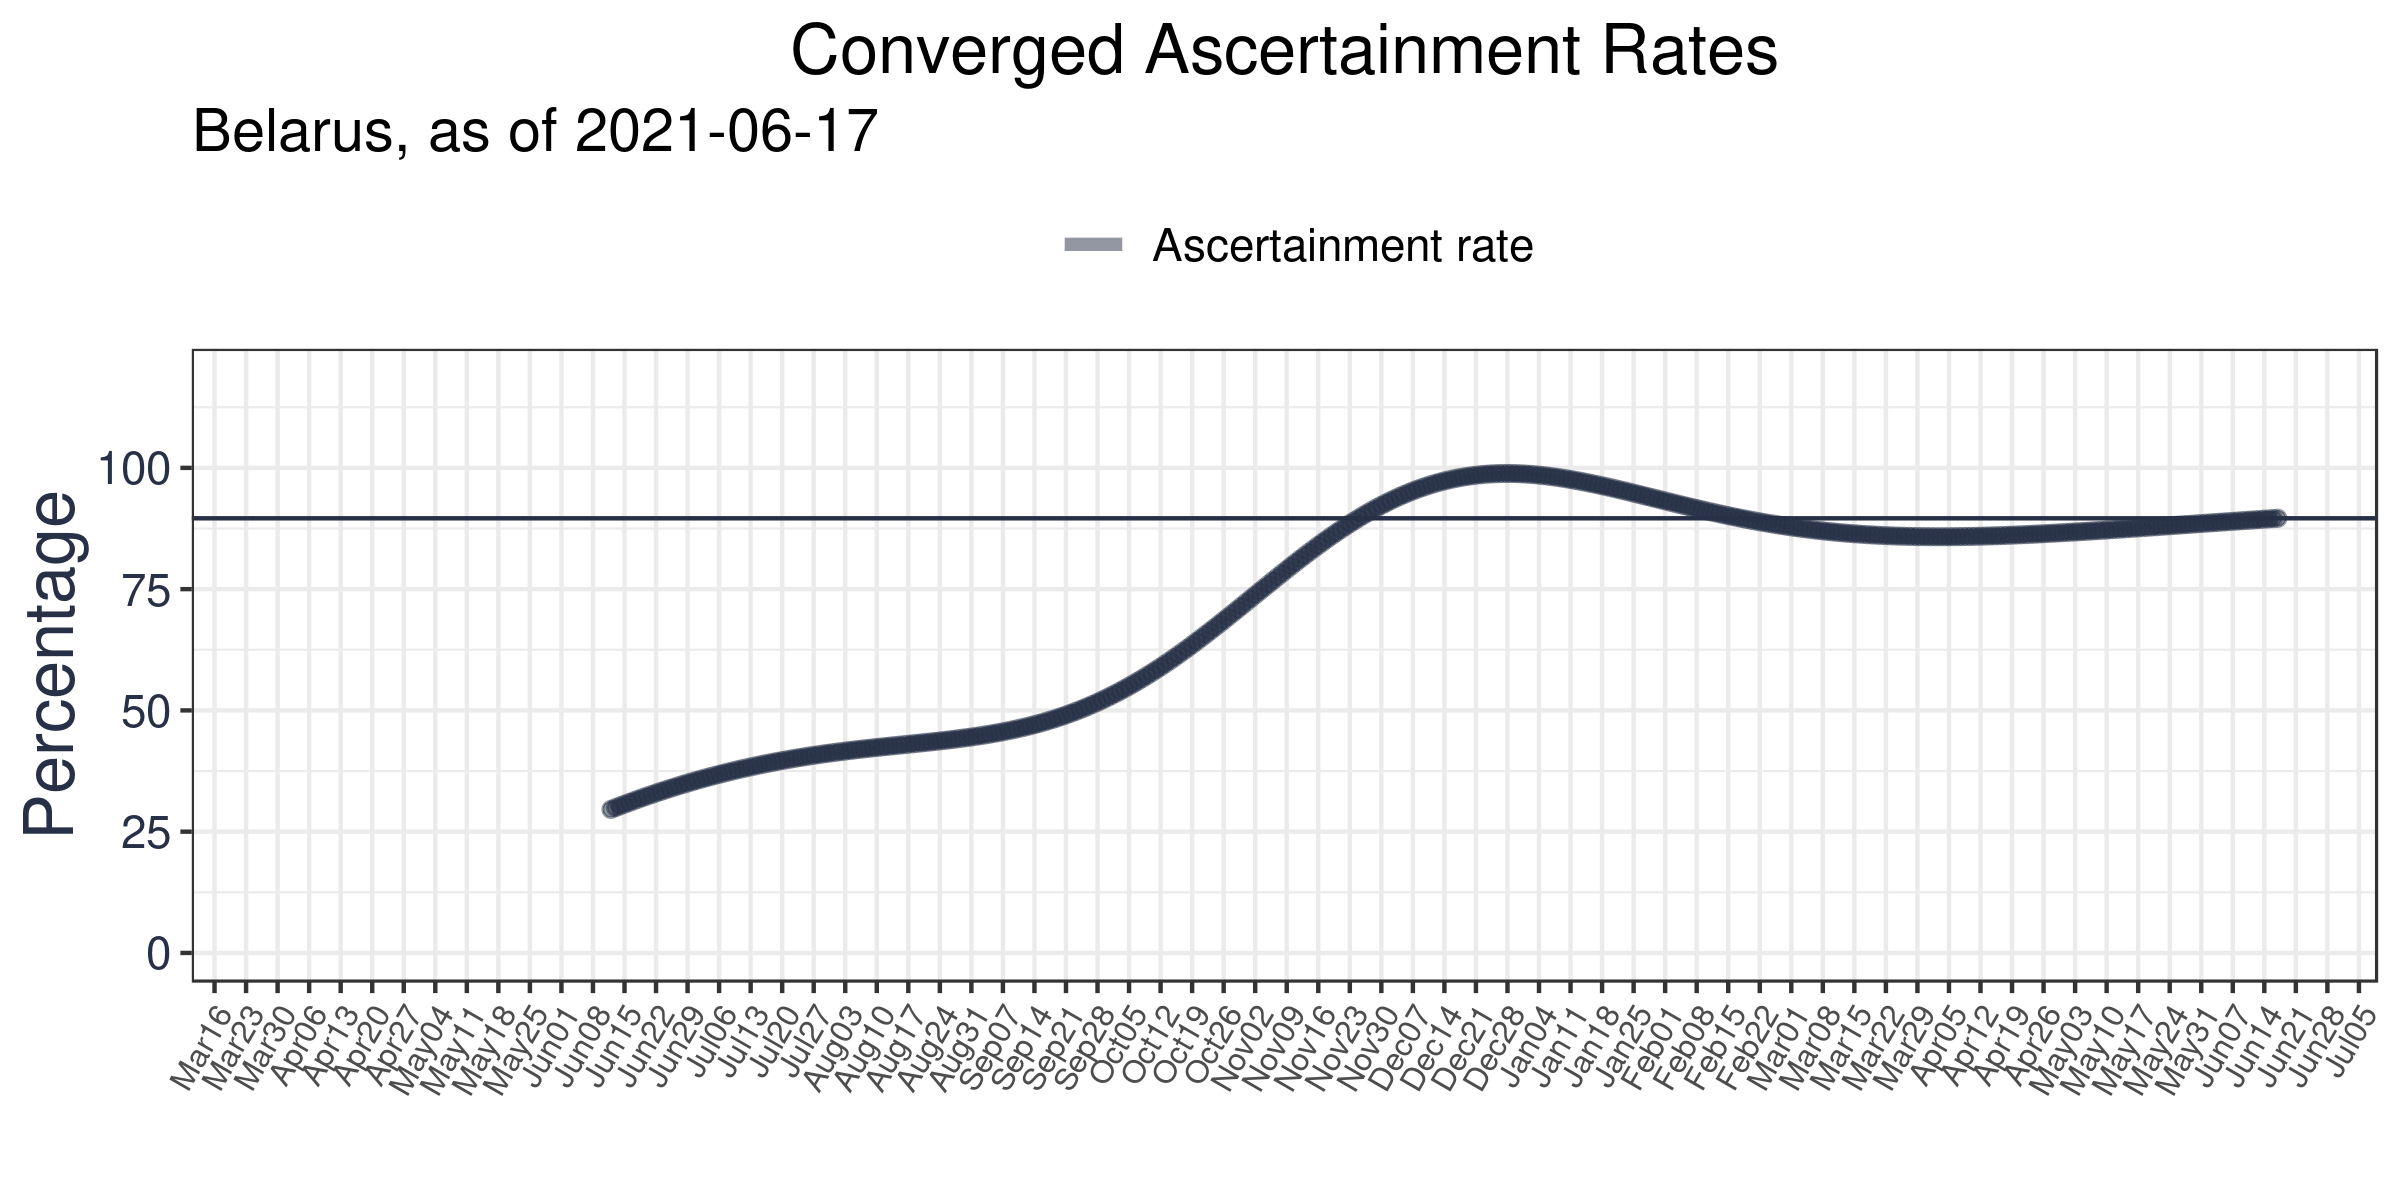 Converged Ascertainment Rates
Belarus, as of 2021-06-17
Ascertainment rate
Percentage
100
75
50
25
0
Mar16 Mar23 Mar30 Apr06 Apr13 Apr20 Apr27 May04 May11 May18 May25 Jun01 Jun08 Jun15 Jun22 Jun29 Jul06 Jul13 Jul20 Jul27 Aug03 Aug10 Aug17 Aug24 Aug31 Sep07 Sep14 Sep21 Sep28 Oct05 Oct12 Oct19 Oct26 Nov02 Nov09 Nov16 Nov23 Nov30 Dec07 Dec14 Dec21 Dec28 Jan04 Jan11 Jan18 Jan25 Feb01 Feb08 Feb15 Feb22 Mar01 Mar08 Mar15 Mar22 Mar29 Apr05 Apr12 Apr19 Apr26 May03 May10 May17 May24 May31 Jun07 Jun14 Jun21 Jun28 Jul05